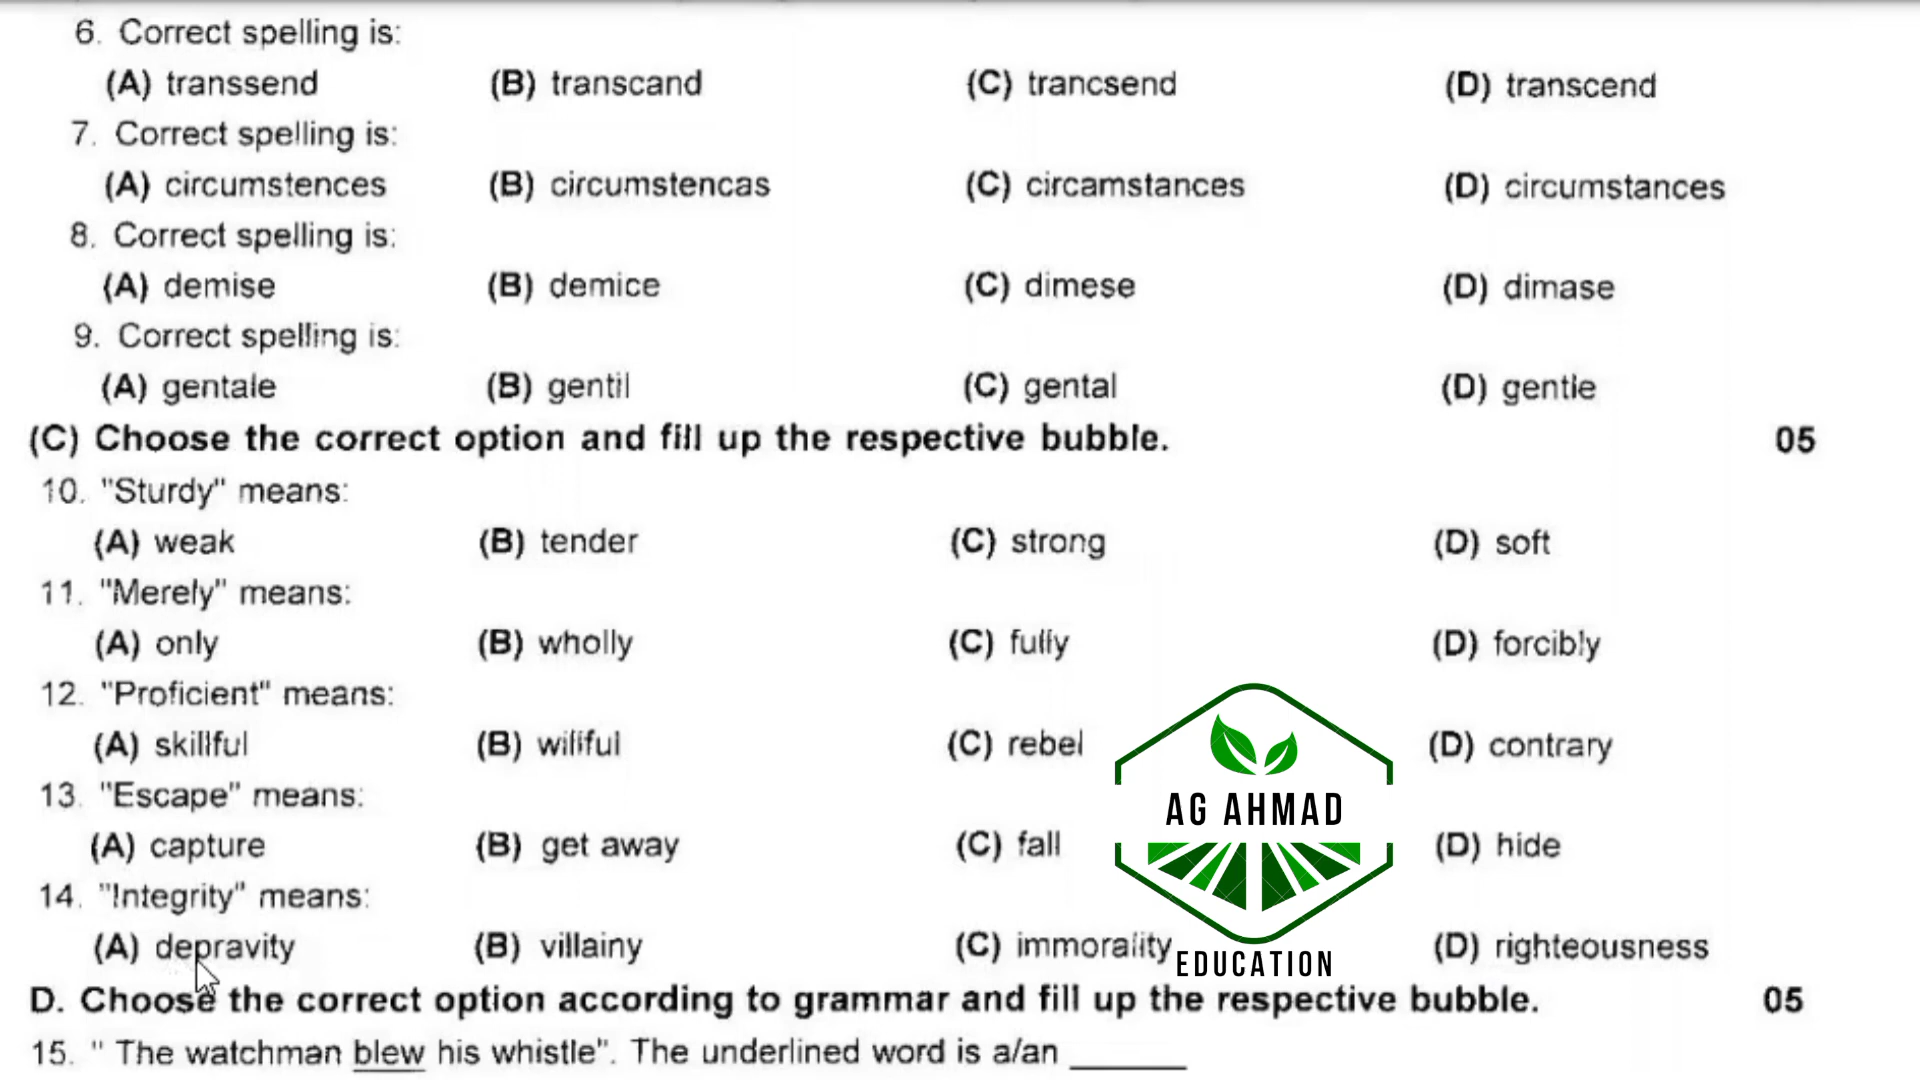 6. Correct spelling is:
(A) transsend (B) transcand (C) trancsend (D) transcend
7. Correct spelling is:
(A) circumstences (B) circumstencas (C) circamstances (D) circumstances
8. Correct spelling is:
(A) demise (B) demice (C) dimese (D) dimase
9. Correct spelling is:
(A) gentale (B) gentil (C) gental (D) gentle
(C) Choose the correct option and fill up the respective bubble. 05
10. "Sturdy" means:
(A) weak (B) tender (C) strong (D) soft
11. "Merely" means:
(A) only (B) wholly (C) fully (D) forcibly
12. "Proficient" means:
(A) skillful (B) willful (C) rebel (D) contrary
13. "Escape" means:
(A) capture (B) get away (C) fall (D) hide
14. "Integrity" means:
(A) depravity (B) villainy (C) immorality (D) righteousness
AG AHMAD
EDUCATION
D. Choose the correct option according to grammar and fill up the respective bubble. 05
15. " The watchman blew his whistle". The underlined word is a/an ______